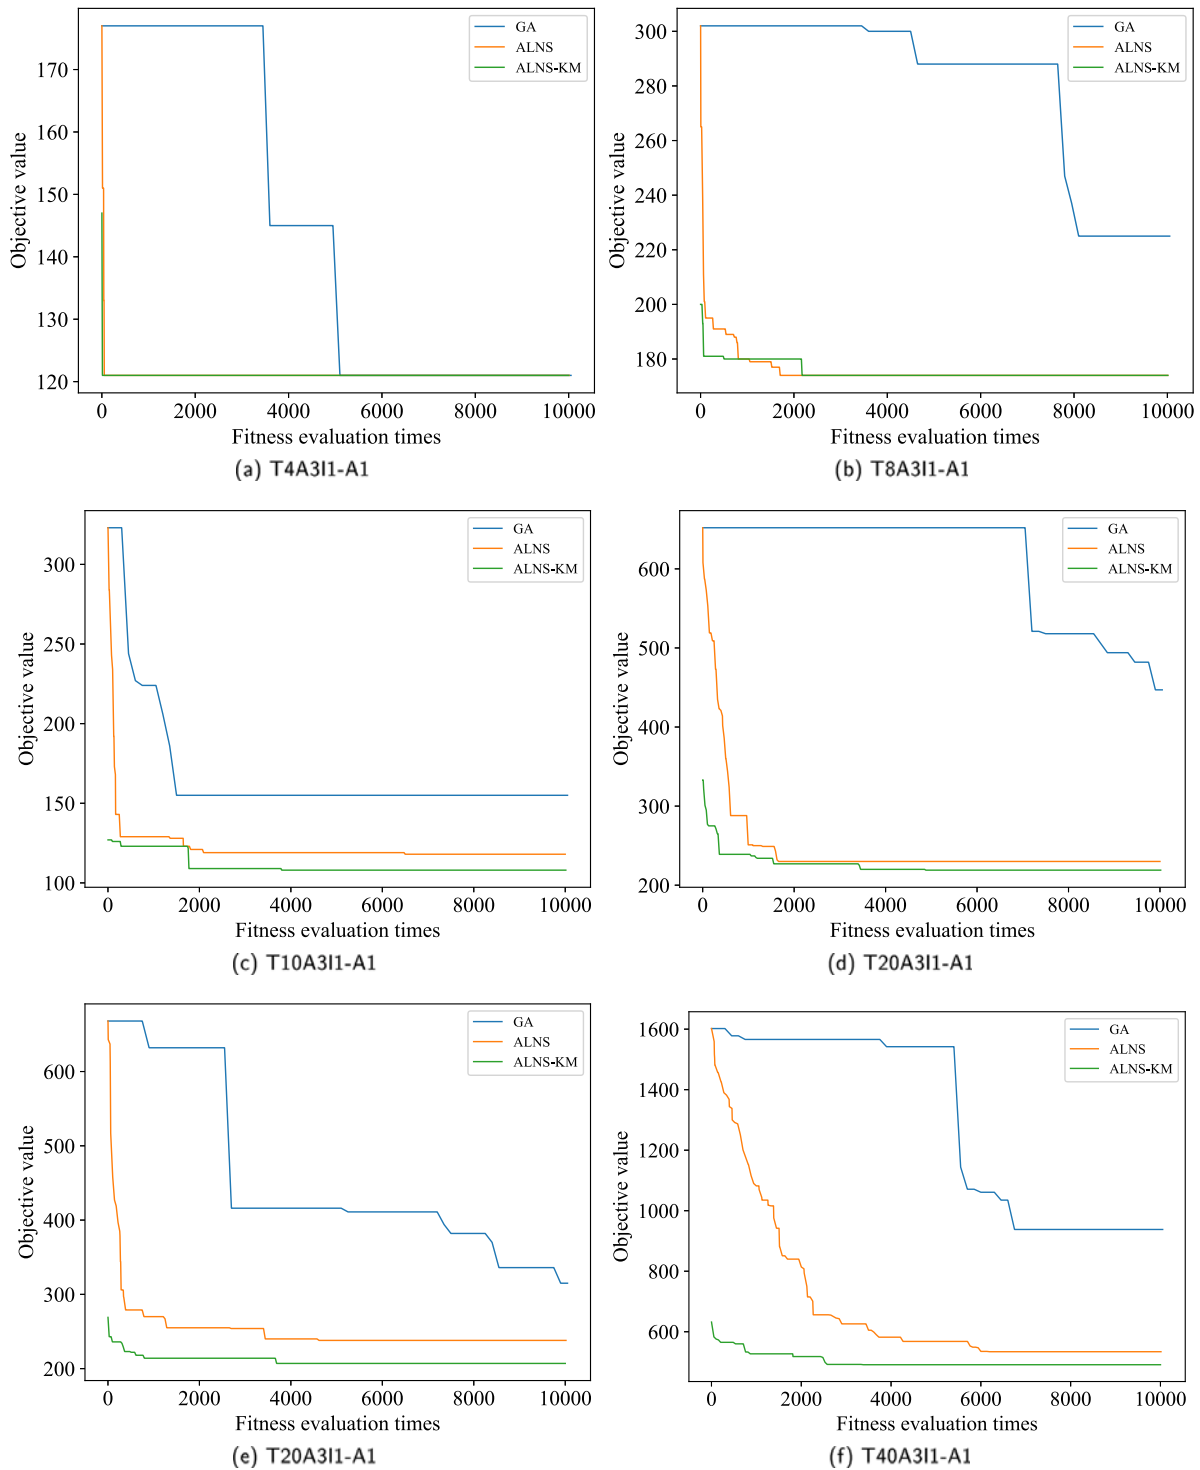 GA
ALNS
ALNS-KM
170
160
150
140
130
120
Objective value
0 2000 4000 6000 8000 10000
Fitness evaluation times
(a) T4A3I1-A1
GA
ALNS
ALNS-KM
300
280
260
240
220
200
180
Objective value
0 2000 4000 6000 8000 10000
Fitness evaluation times
(b) T8A3I1-A1
GA
ALNS
ALNS-KM
300
250
200
150
100
Objective value
0 2000 4000 6000 8000 10000
Fitness evaluation times
(c) T10A3I1-A1
GA
ALNS
ALNS-KM
600
500
400
300
200
Objective value
0 2000 4000 6000 8000 10000
Fitness evaluation times
(d) T20A3I1-A1
GA
ALNS
ALNS-KM
600
500
400
300
200
Objective value
0 2000 4000 6000 8000 10000
Fitness evaluation times
(e) T20A3I1-A1
GA
ALNS
ALNS-KM
1600
1400
1200
1000
800
600
Objective value
0 2000 4000 6000 8000 10000
Fitness evaluation times
(f) T40A3I1-A1